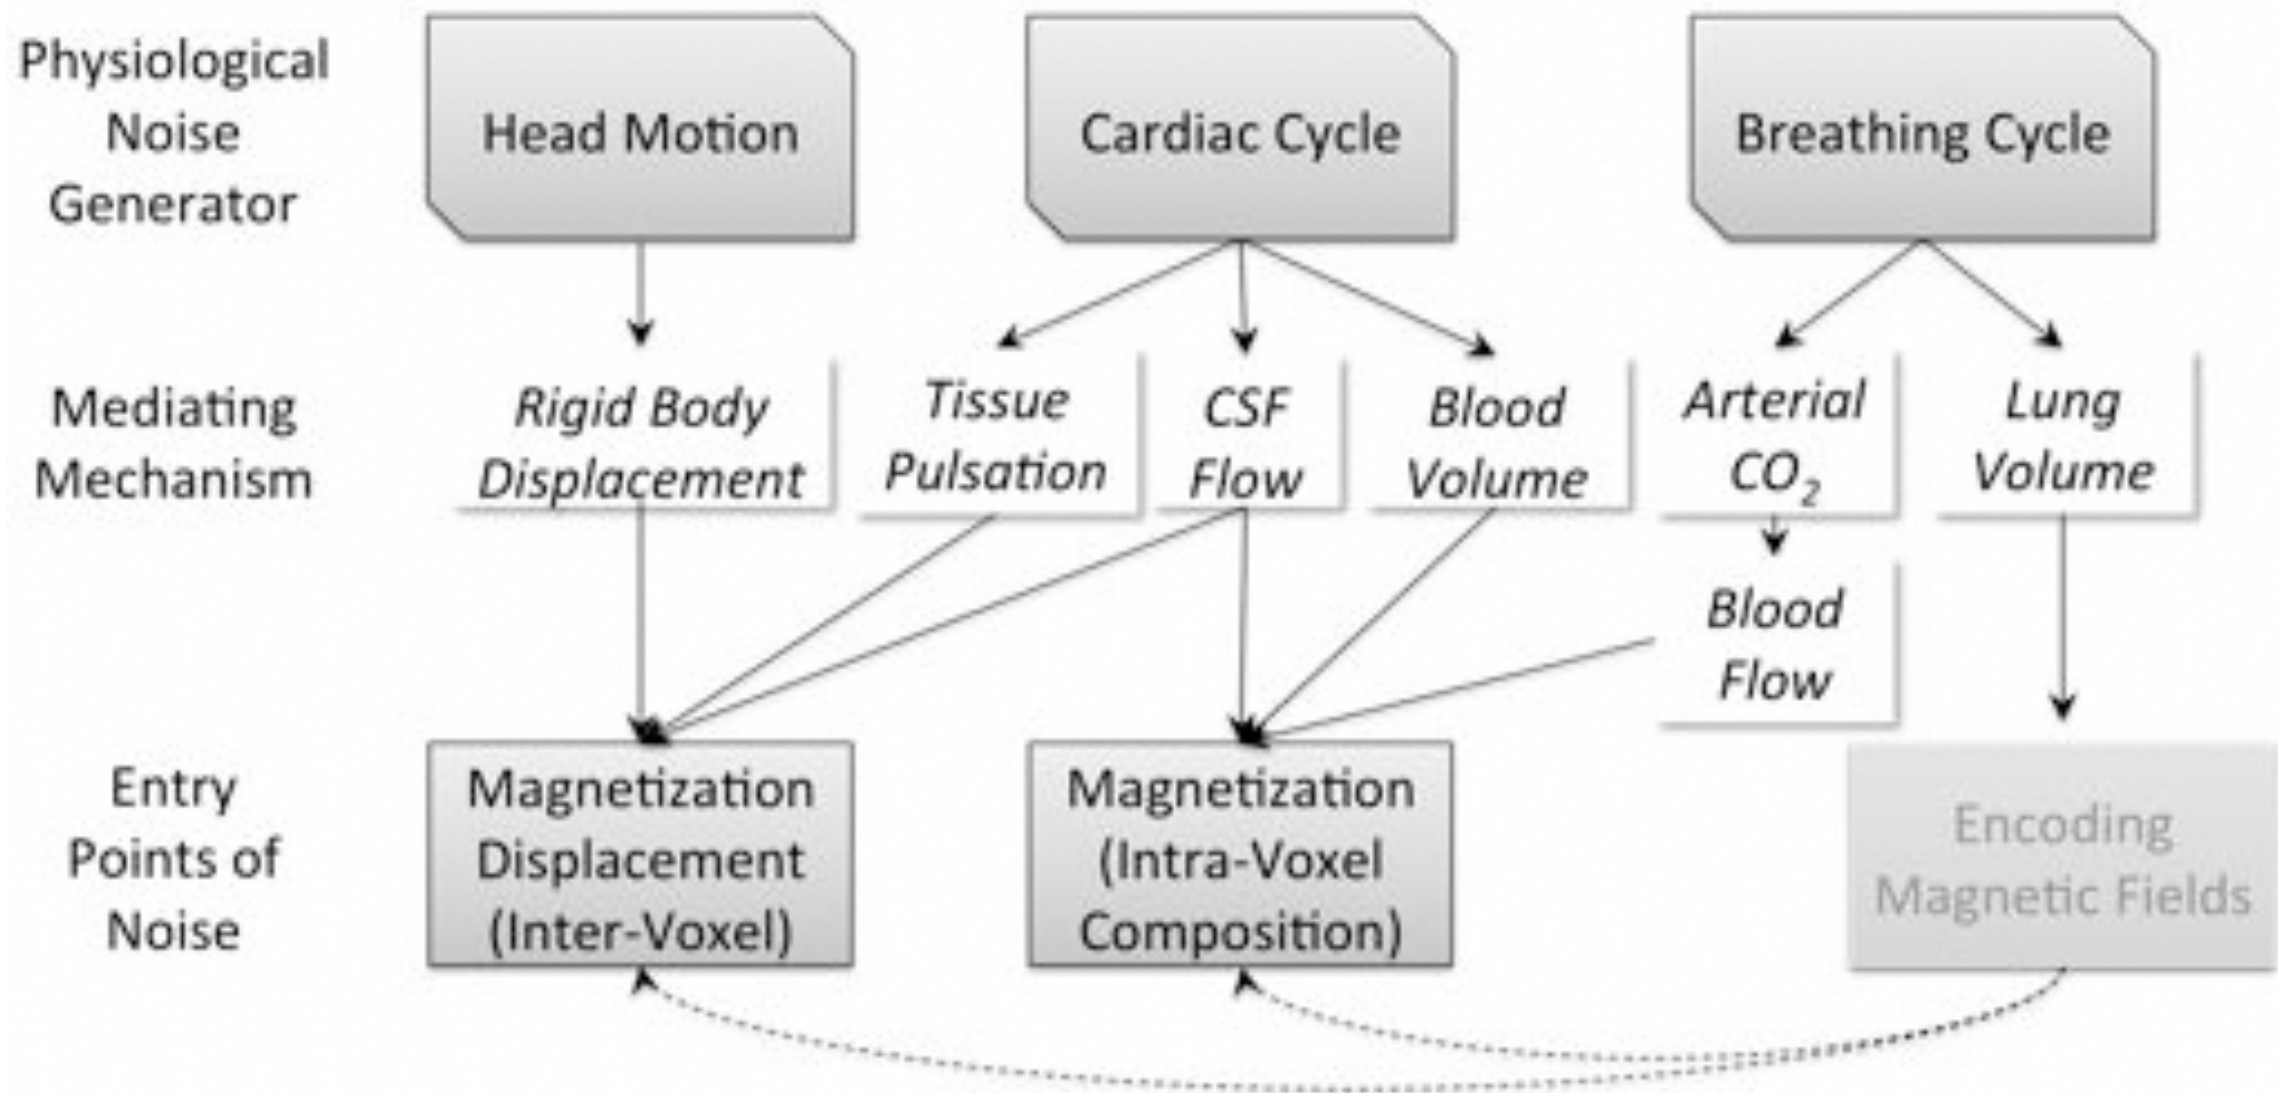 Physiological
Noise
Generator
Head Motion
Cardiac Cycle
Breathing Cycle
Mediating
Mechanism
Rigid Body
Displacement
Tissue
Pulsation
CSF
Flow
Blood
Volume
Arterial
CO₂
Lung
Volume
Blood
Flow
Entry
Points of
Noise
Magnetization
Displacement
(Inter-Voxel)
Magnetization
(Intra-Voxel
Composition)
Encoding
Magnetic Fields